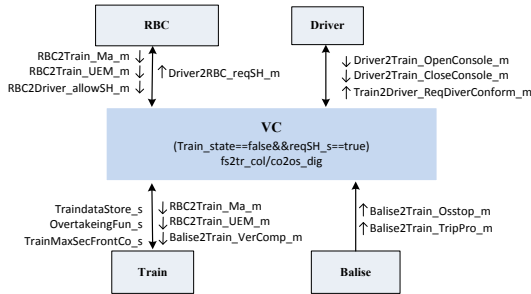 RBC
Driver
RBC2Train_Ma_m ↓
RBC2Train_UEM_m ↓
RBC2Driver_allowSH_m ↓
↑ Driver2RBC_reqSH_m
↓ Driver2Train_OpenConsole_m
↓ Driver2Train_CloseConsole_m
↑ Train2Driver_ReqDiverConform_m
VC
(Train_state==false&&reqSH_s==true)
fs2tr_col/co2os_dig
TraindataStore_s
OvertakeingFun_s
TrainMaxSecFrontCo_s
↓ RBC2Train_Ma_m
↓ RBC2Train_UEM_m
↓ Balise2Train_VerComp_m
↑ Balise2Train_Osstop_m
↑ Balise2Train_TripPro_m
Train
Balise